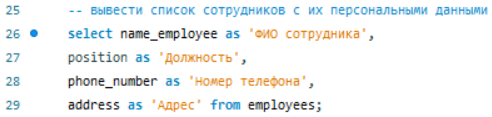 25 -- вывести список сотрудников с их персональными данными
26 select name_employee as 'ФИО сотрудника',
27 position as 'Должность',
28 phone_number as 'Номер телефона',
29 address as 'Адрес' from employees;